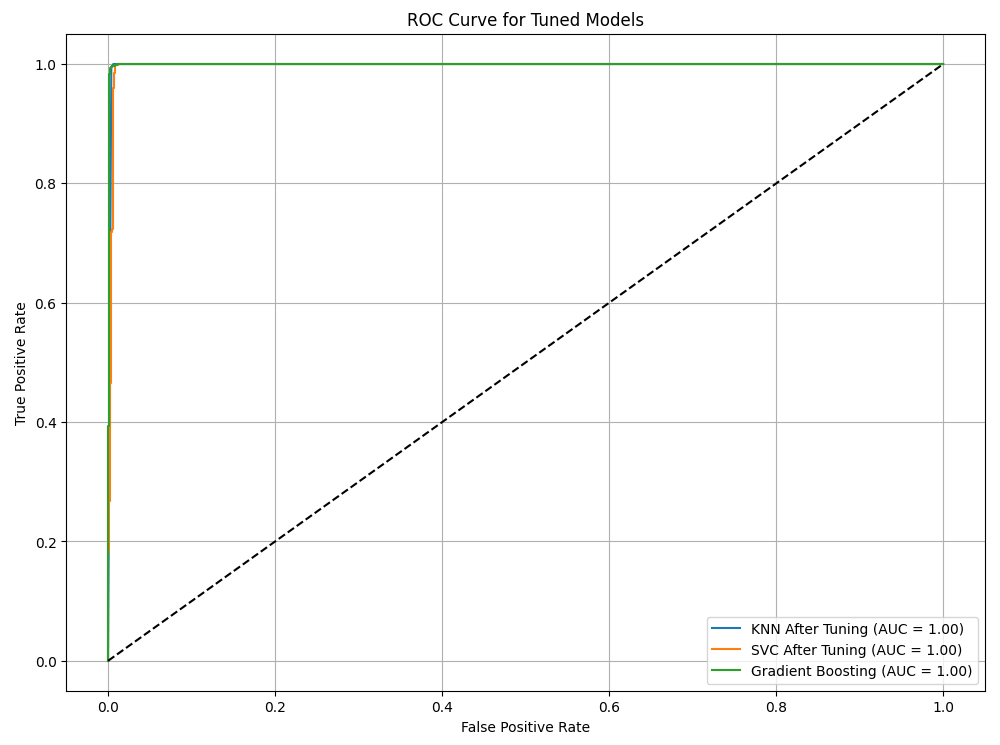 ROC Curve for Tuned Models
True Positive Rate
1.0
0.8
0.6
0.4
0.2
0.0
0.0 0.2 0.4 0.6 0.8 1.0
False Positive Rate
KNN After Tuning (AUC = 1.00)
SVC After Tuning (AUC = 1.00)
Gradient Boosting (AUC = 1.00)